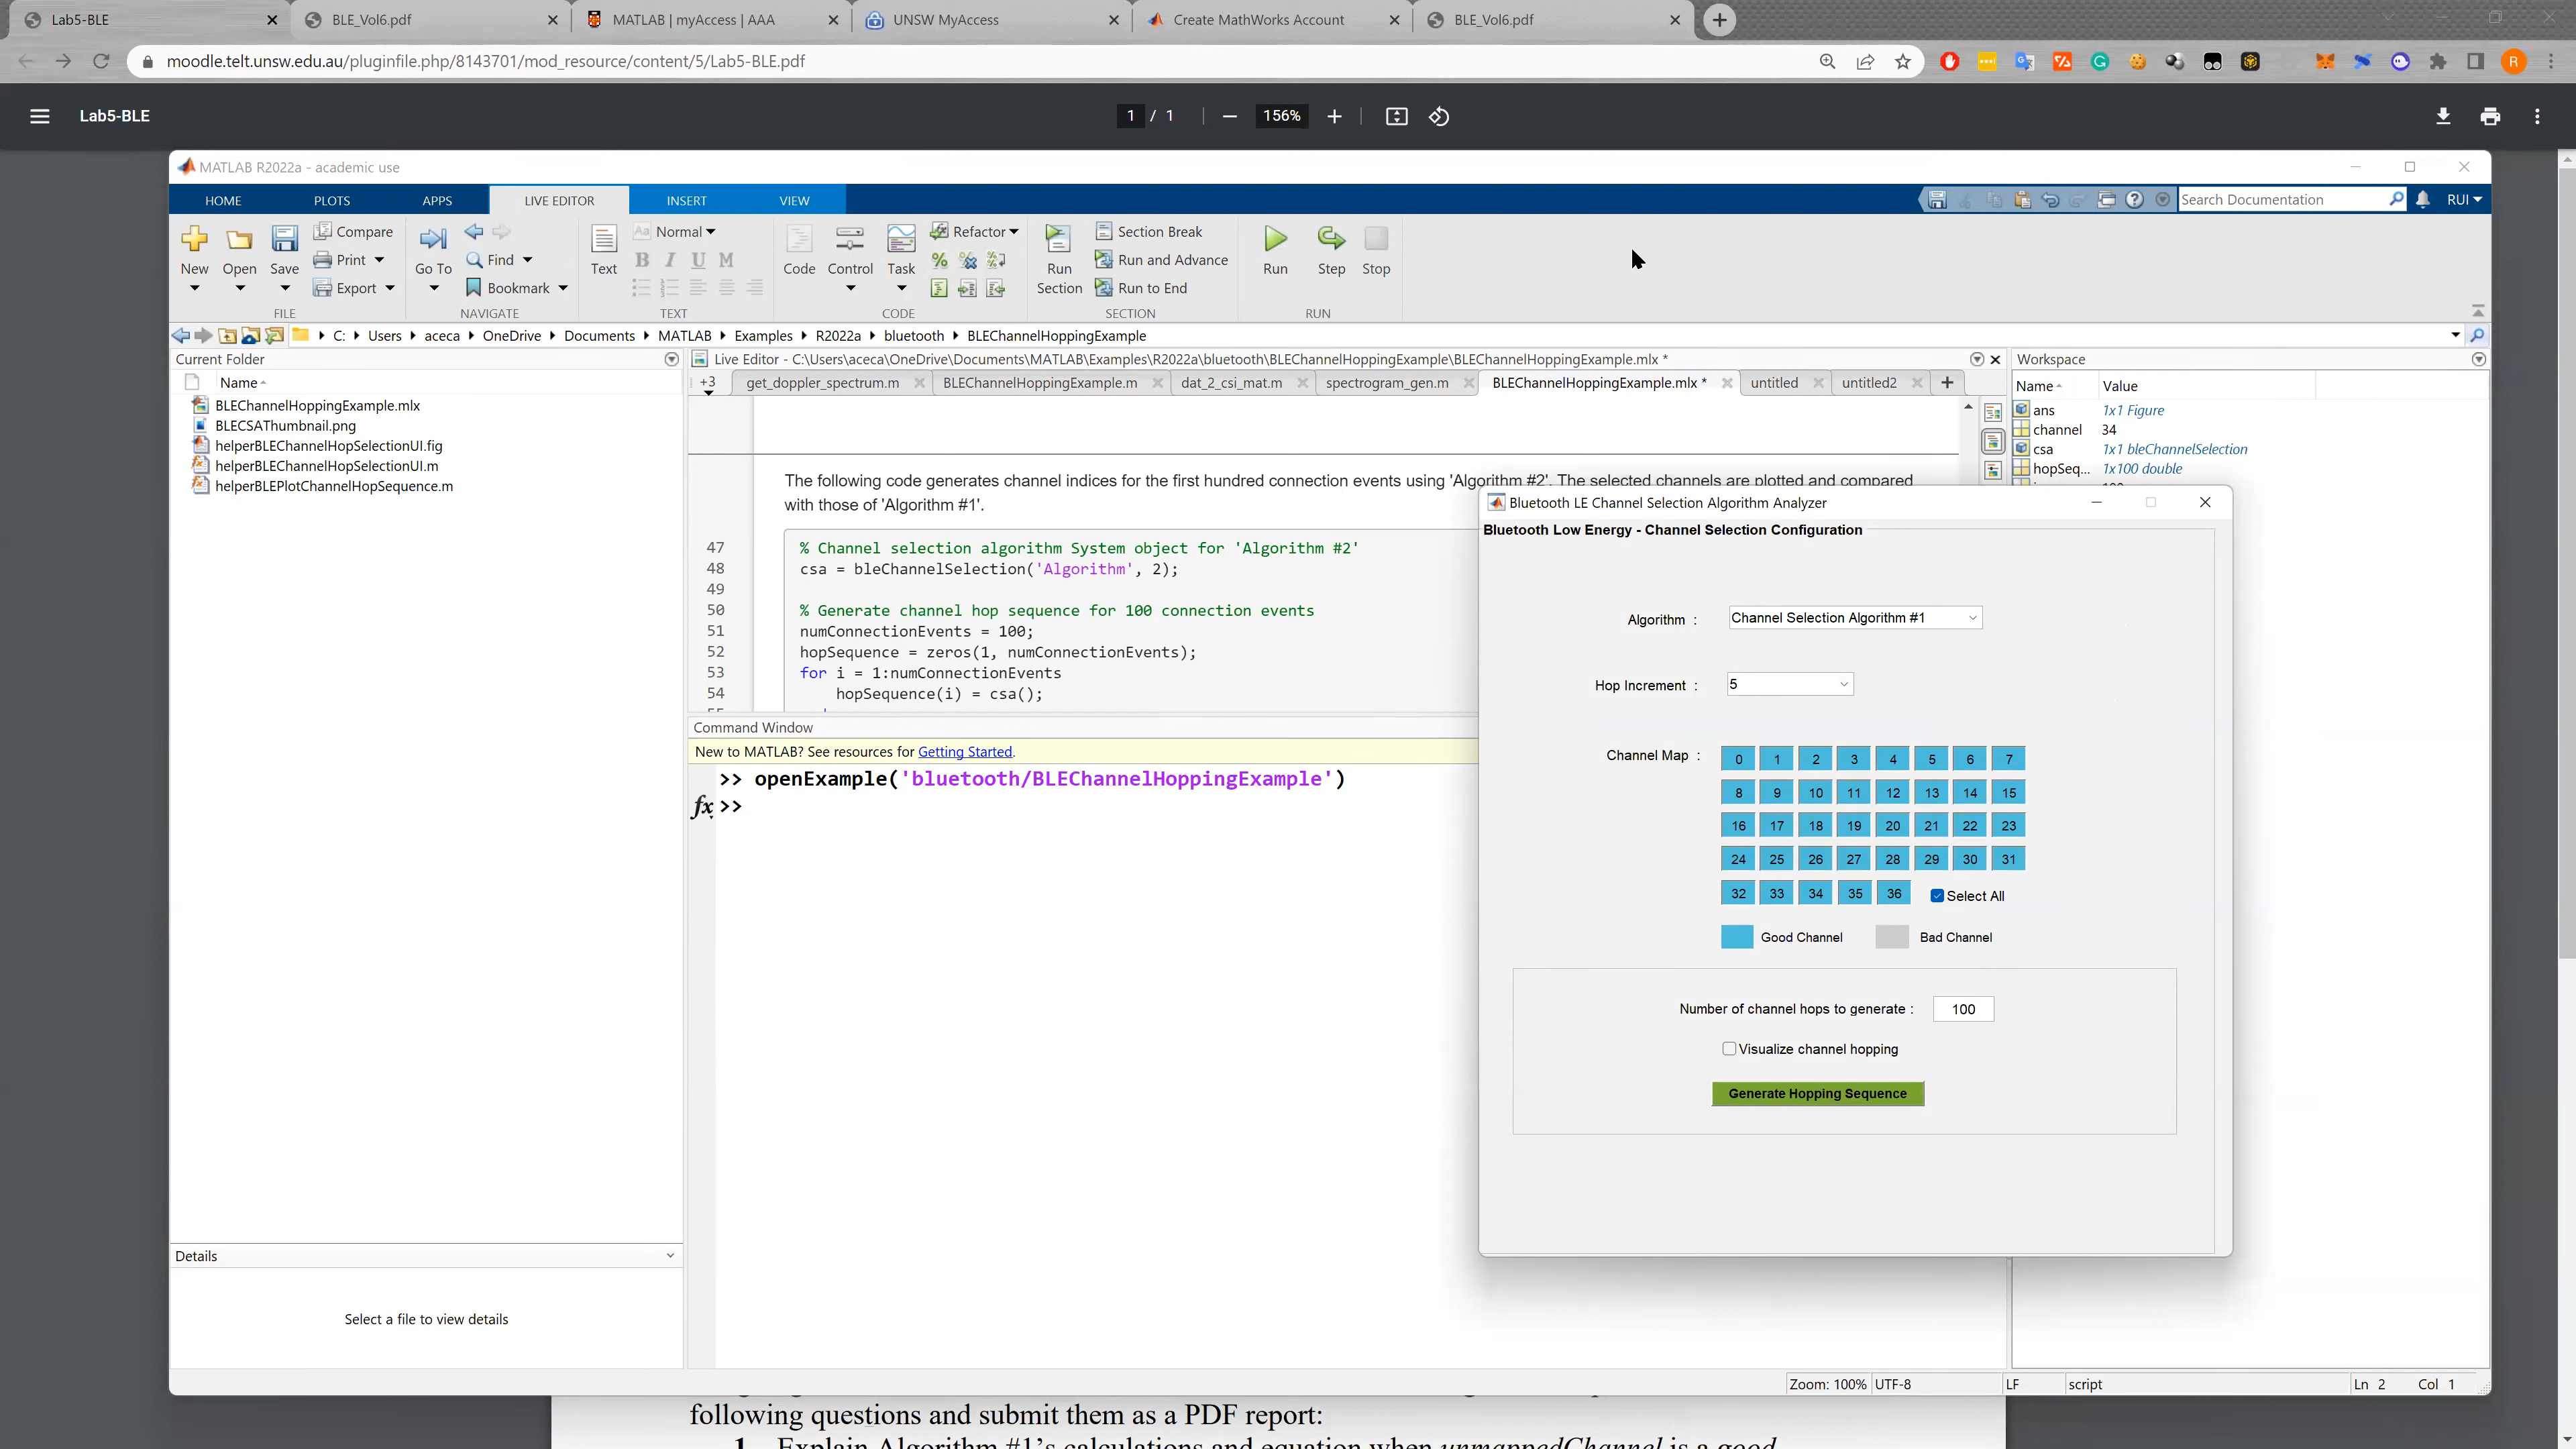 Lab5-BLE
BLE_Vol6.pdf
MATLAB | myAccess | AAA
UNSW MyAccess
Create MathWorks Account
BLE_Vol6.pdf
moodle.telt.unsw.edu.au/pluginfile.php/8143701/mod_resource/content/5/Lab5-BLE.pdf
R
Lab5-BLE
1 / 1
156%
MATLAB R2022a - academic use
HOME PLOTS APPS LIVE EDITOR INSERT VIEW
Search Documentation
RUI
New
Open
Save
Compare
Print
Export
FILE
Go To
Find
Bookmark
NAVIGATE
Text
Aa Normal
B I U M
TEXT
Code
Control
Task
Refactor
CODE
Run Section
Section Break
Run and Advance
Run to End
SECTION
Run
Step
Stop
RUN
C: Users aceca OneDrive Documents MATLAB Examples R2022a bluetooth BLEChannelHoppingExample
Current Folder
Name
BLEChannelHoppingExample.mlx
BLECSAThumbnail.png
helperBLEChannelHopSelectionUI.fig
helperBLEChannelHopSelectionUI.m
helperBLEPlotChannelHopSequence.m
Details
Select a file to view details
Live Editor - C:\Users\aceca\OneDrive\Documents\MATLAB\Examples\R2022a\bluetooth\BLEChannelHoppingExample\BLEChannelHoppingExample.mlx *
+3 get_doppler_spectrum.m BLEChannelHoppingExample.m dat_2_csi_mat.m spectrogram_gen.m BLEChannelHoppingExample.mlx * untitled untitled2
The following code generates channel indices for the first hundred connection events using 'Algorithm #2'. The selected channels are plotted and compared
with those of 'Algorithm #1'.
47 % Channel selection algorithm System object for 'Algorithm #2'
48 csa = bleChannelSelection('Algorithm', 2);
49
50 % Generate channel hop sequence for 100 connection events
51 numConnectionEvents = 100;
52 hopSequence = zeros(1, numConnectionEvents);
53 for i = 1:numConnectionEvents
54 hopSequence(i) = csa();
Command Window
New to MATLAB? See resources for Getting Started.
>> openExample('bluetooth/BLEChannelHoppingExample')
fx >>
Workspace
Name Value
ans 1x1 Figure
channel 34
csa 1x1 bleChannelSelection
hopSeq... 1x100 double
Bluetooth LE Channel Selection Algorithm Analyzer
Bluetooth Low Energy - Channel Selection Configuration
Algorithm : Channel Selection Algorithm #1
Hop Increment : 5
Channel Map : 0 1 2 3 4 5 6 7
8 9 10 11 12 13 14 15
16 17 18 19 20 21 22 23
24 25 26 27 28 29 30 31
32 33 34 35 36 Select All
Good Channel Bad Channel
Number of channel hops to generate : 100
Visualize channel hopping
Generate Hopping Sequence
Zoom: 100% UTF-8 LF script Ln 2 Col 1
following questions and submit them as a PDF report:
1. Explain Algorithm #1's calculations and equation when unmappedChannel is a good